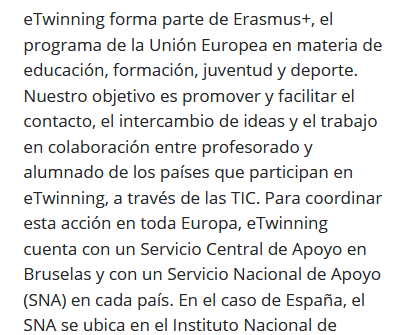 eTwinning forma parte de Erasmus+, el
programa de la Unión Europea en materia de
educación, formación, juventud y deporte.
Nuestro objetivo es promover y facilitar el
contacto, el intercambio de ideas y el trabajo
en colaboración entre profesorado y
alumnado de los países que participan en
eTwinning, a través de las TIC. Para coordinar
esta acción en toda Europa, eTwinning
cuenta con un Servicio Central de Apoyo en
Bruselas y con un Servicio Nacional de Apoyo
(SNA) en cada país. En el caso de España, el
SNA se ubica en el Instituto Nacional de